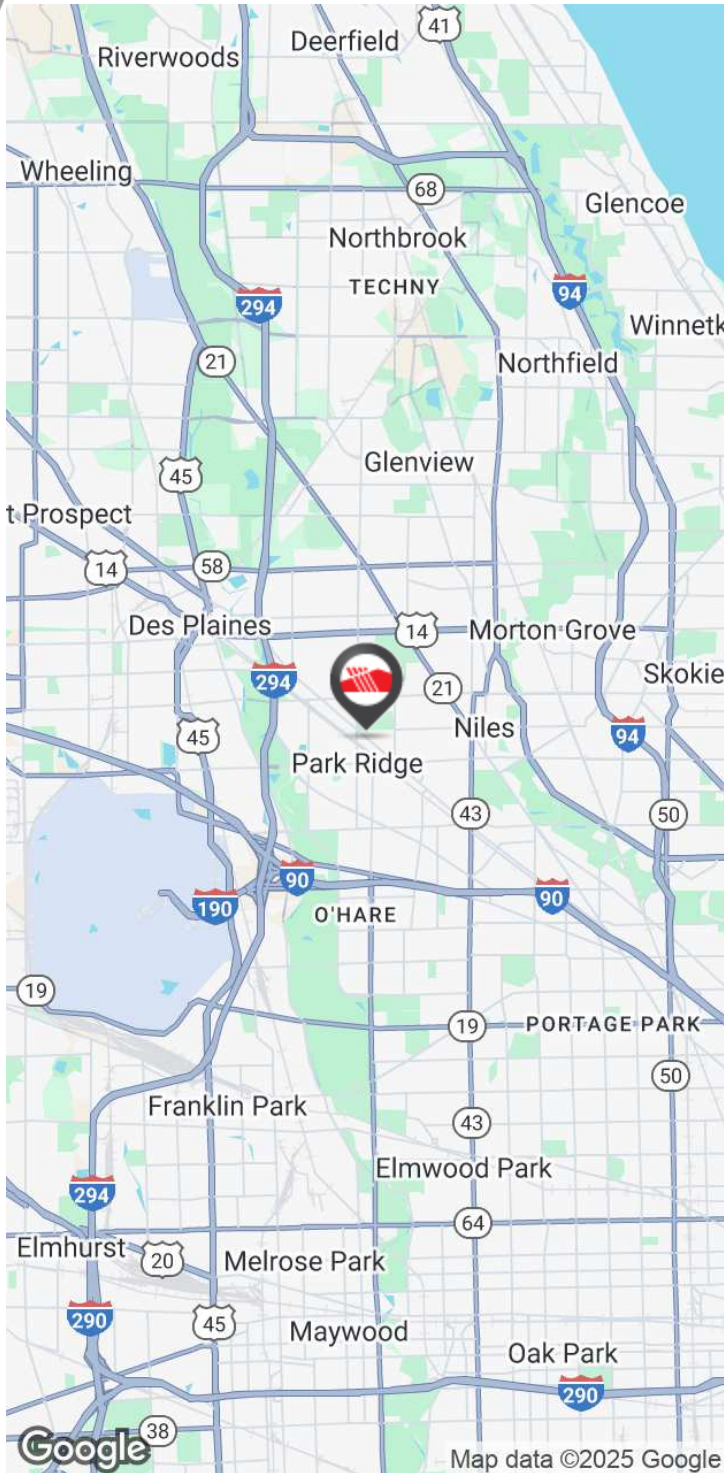 41
Deerfield
Riverwoods
Wheeling
68
Glencoe
Northbrook
TECHNY
94
294
Winnetk
21
Northfield
Glenview
45
t Prospect
14
58
Des Plaines
14
Morton Grove
Skokie
294
21
Niles
45
94
Park Ridge
43
50
90
190
90
O'HARE
19
19
PORTAGE PARK
50
Franklin Park
43
Elmwood Park
294
64
Elmhurst
20
Melrose Park
290
45
Maywood
Oak Park
290
38
Google
Map data ©2025 Google